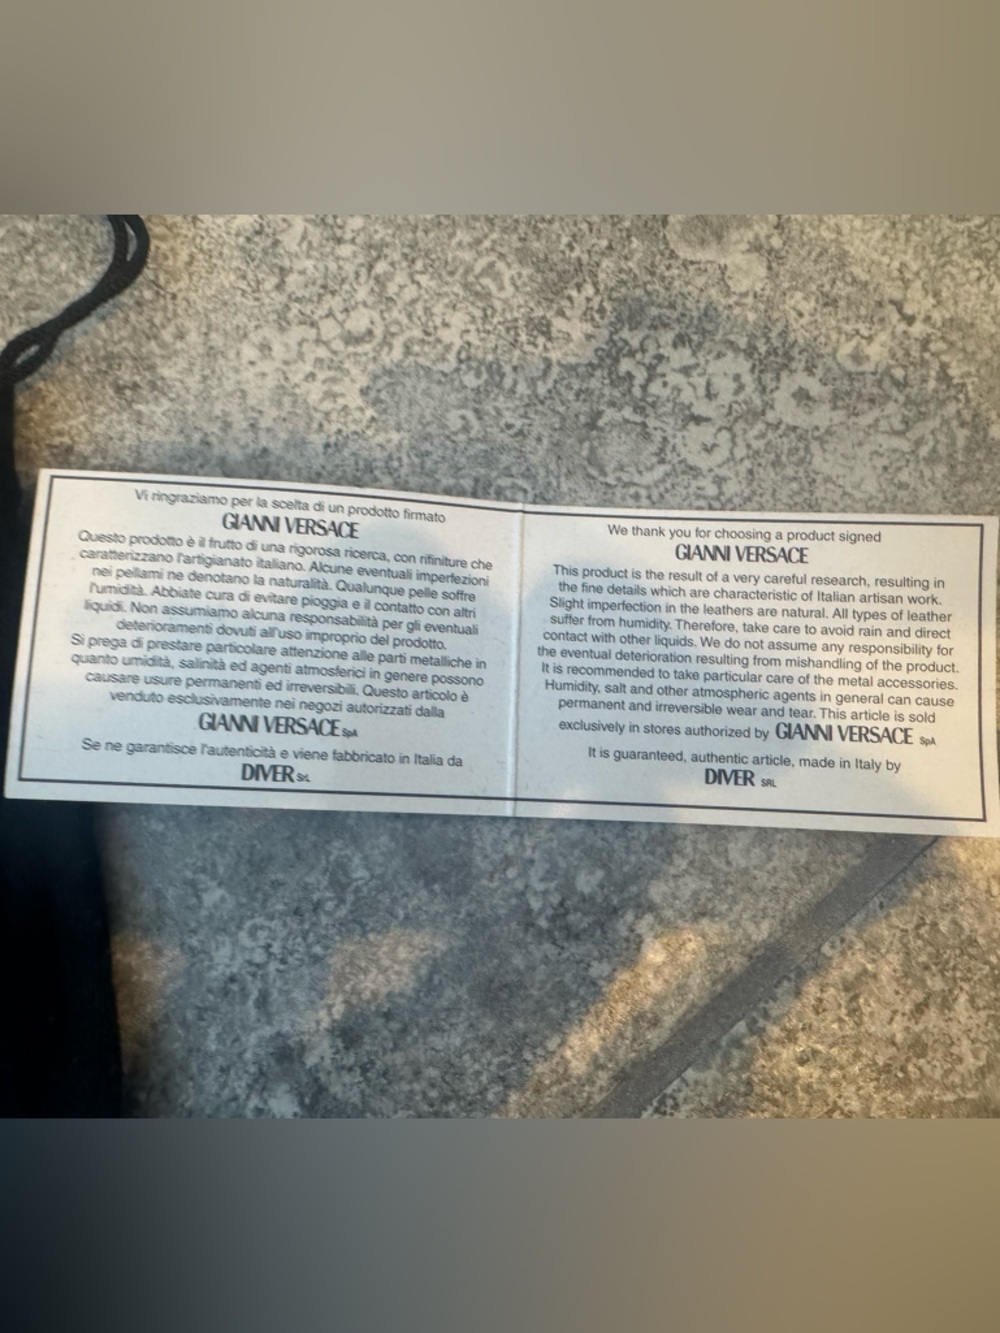 Vi ringraziamo per la scelta di un prodotto firmato
GIANNI VERSACE
Questo prodotto è il frutto di una rigorosa ricerca, con rifiniture che
caratterizzano l'artigianato italiano. Alcune eventuali imperfezioni
nei pellami ne denotano la naturalità. Qualunque pelle soffre
l'umidità. Abbiate cura di evitare pioggia e il contatto con altri
liquidi. Non assumiamo alcuna responsabilità per gli eventuali
deterioramenti dovuti all'uso improprio del prodotto.
Si prega di prestare particolare attenzione alle parti metalliche in
quanto umidità, salinità ed agenti atmosferici in genere possono
causare usure permanenti ed irreversibili. Questo articolo è
venduto esclusivamente nei negozi autorizzati dalla
GIANNI VERSACE SpA
Se ne garantisce l'autenticità e viene fabbricato in Italia da
DIVER SrL
We thank you for choosing a product signed
GIANNI VERSACE
This product is the result of a very careful research, resulting in
the fine details which are characteristic of Italian artisan work.
Slight imperfection in the leathers are natural. All types of leather
suffer from humidity. Therefore, take care to avoid rain and direct
contact with other liquids. We do not assume any responsibility for
the eventual deterioration resulting from mishandling of the product.
It is recommended to take particular care of the metal accessories.
Humidity, salt and other atmospheric agents in general can cause
permanent and irreversible wear and tear. This article is sold
exclusively in stores authorized by GIANNI VERSACE SpA
It is guaranteed, authentic article, made in Italy by
DIVER SRL